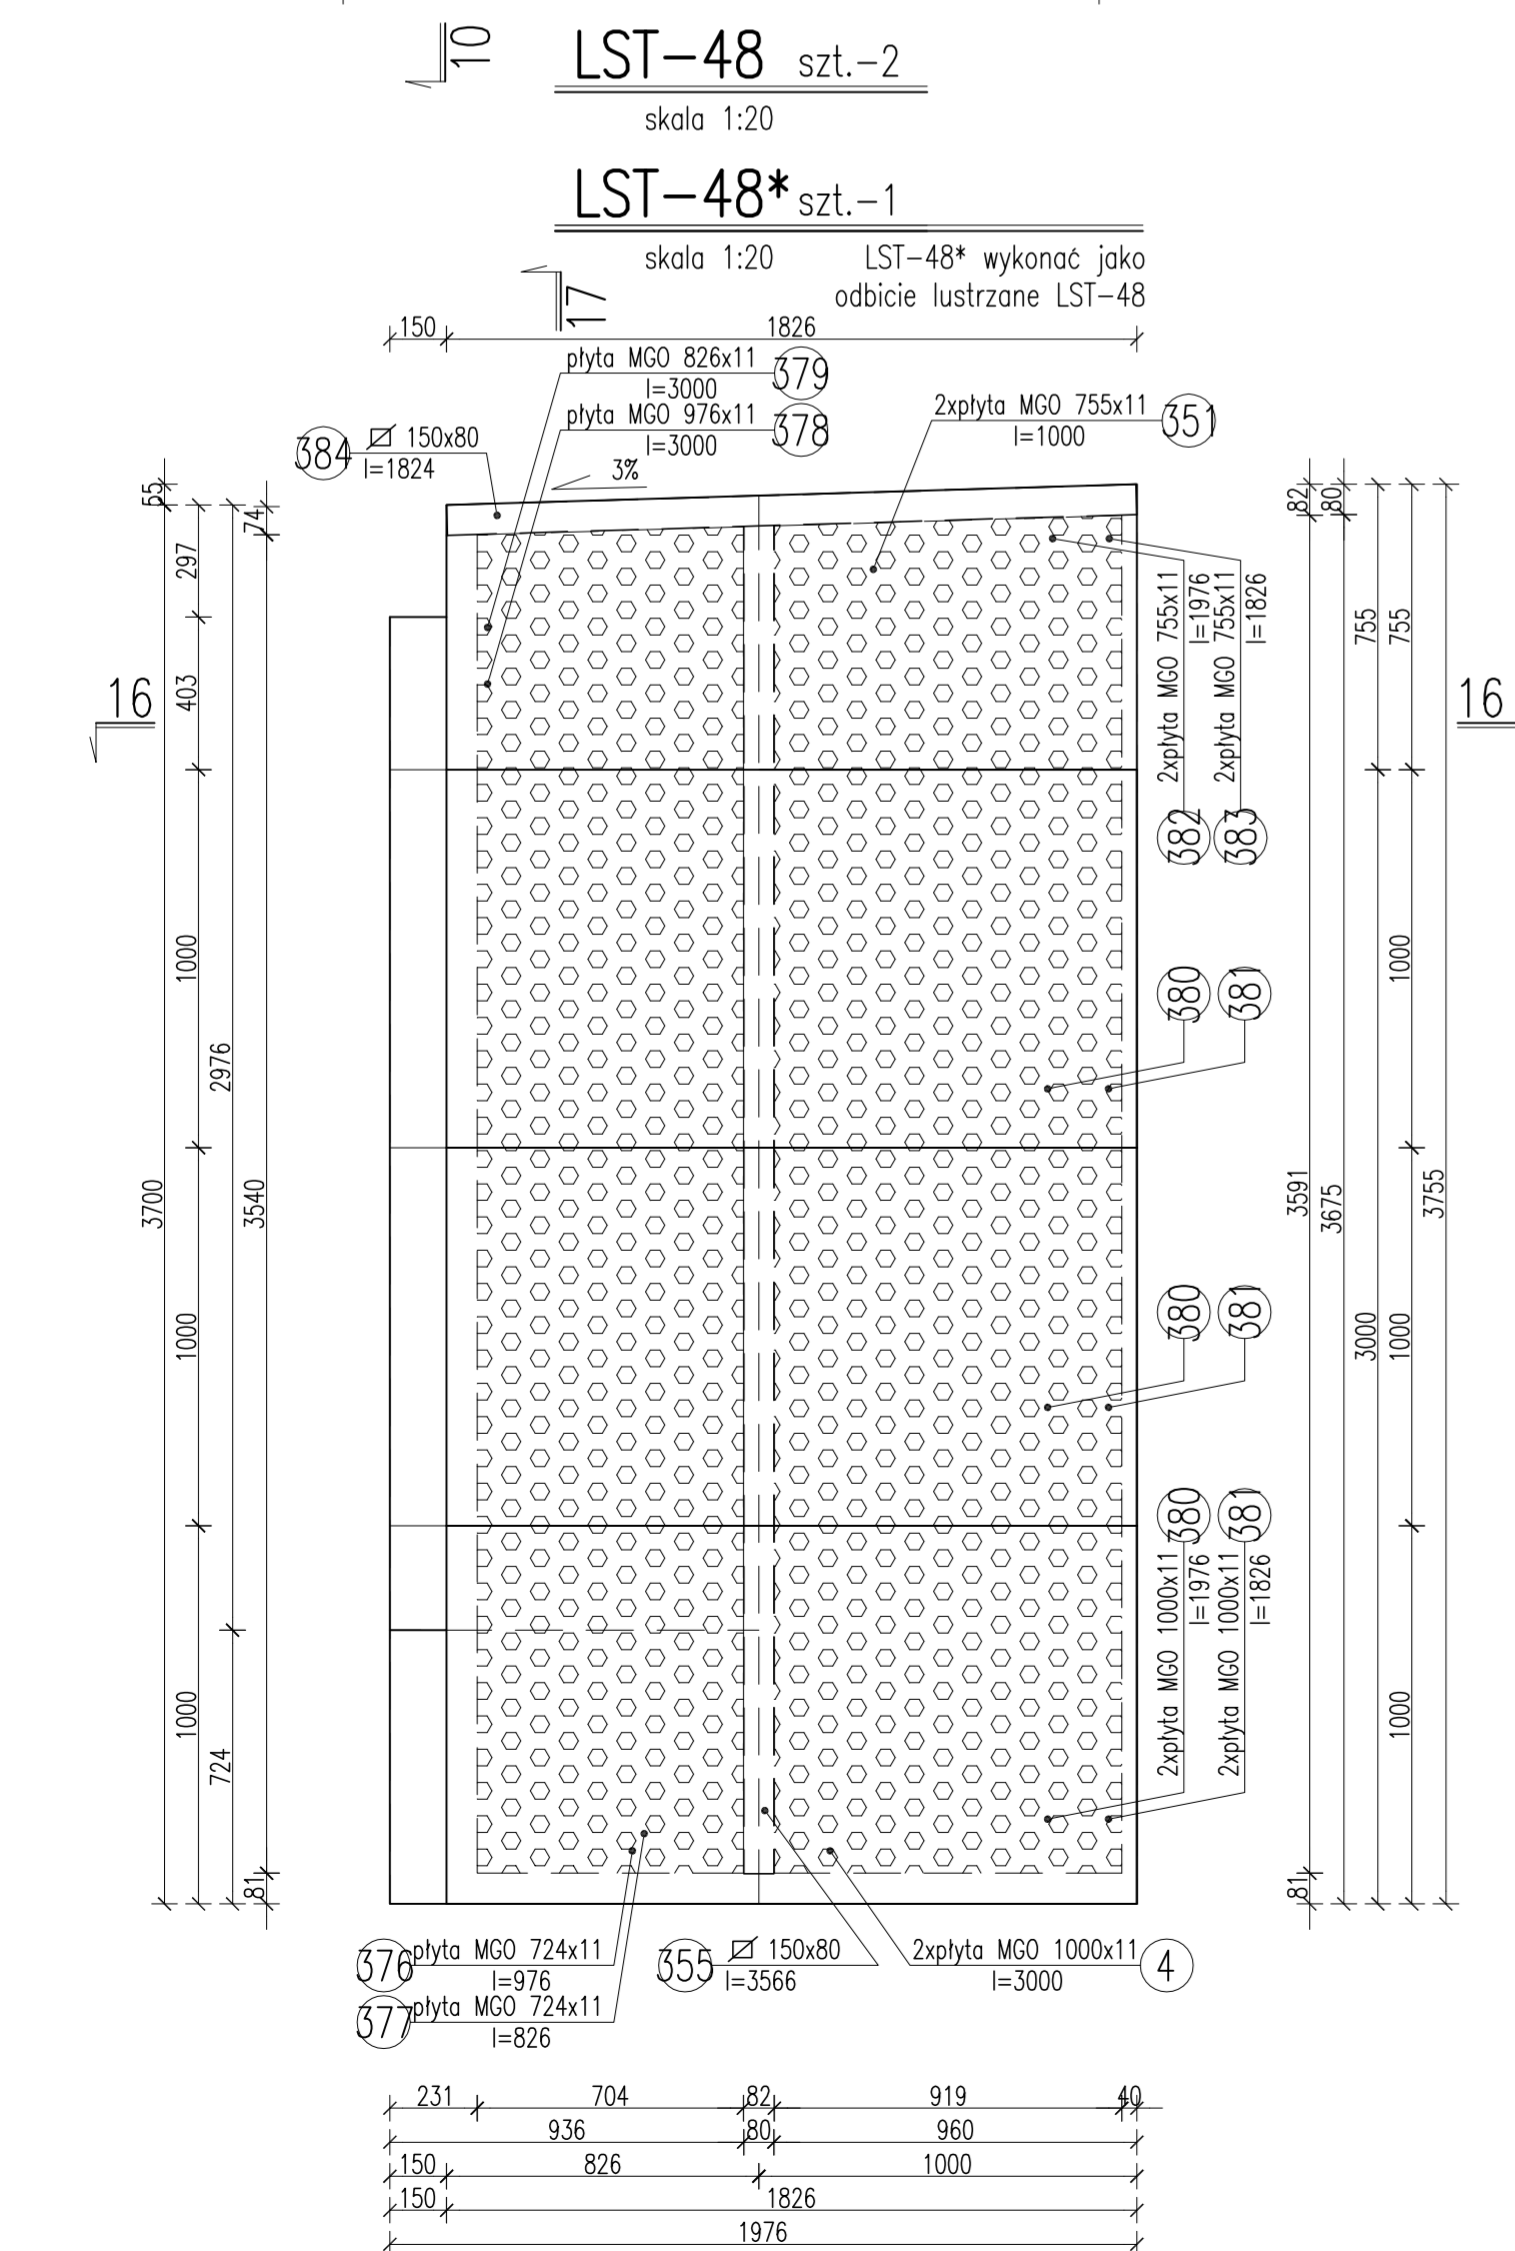 10
LST-48 szt.-2
skala 1:20
LST-48* szt.-1
skala 1:20
LST-48* wykonać jako
odbicie lustrzane LST-48
17
150 1826
płyta MGO 826x11
l=3000
379
płyta MGO 976x11
l=3000
378
2xpłyta MGO 755x11
l=1000
351
384
150x80
l=1824
3%
55
3700
297
403
1000
1000
1000
2976
724
74
3540
81
16
16
2xpłyta MGO 755x11
l=1976
382
2xpłyta MGO 755x11
l=1826
383
380
381
380
381
380
2xpłyta MGO 1000x11
l=1976
381
2xpłyta MGO 1000x11
l=1826
82
3591
81
80
3675
755
3000
755
1000
1000
1000
3755
376
płyta MGO 724x11
l=976
377
płyta MGO 724x11
l=826
355
150x80
l=3566
2xpłyta MGO 1000x11
l=3000
4
231 704 82 919 40
936 80 960
150 826 1000
150 1826
1976